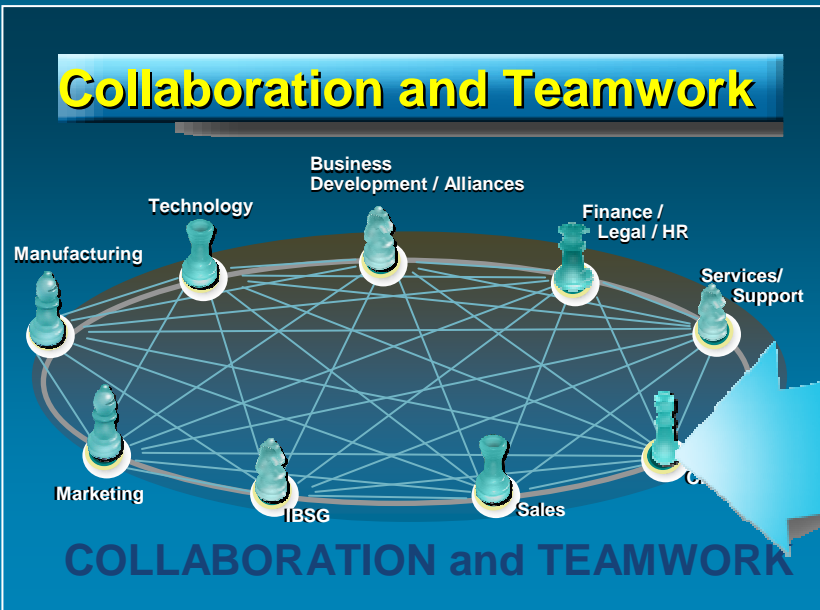 Collaboration and Teamwork
Business
Development / Alliances
Technology
Finance /
Legal / HR
Manufacturing
Services/
Support
Marketing
IBSG
Sales
COLLABORATION and TEAMWORK